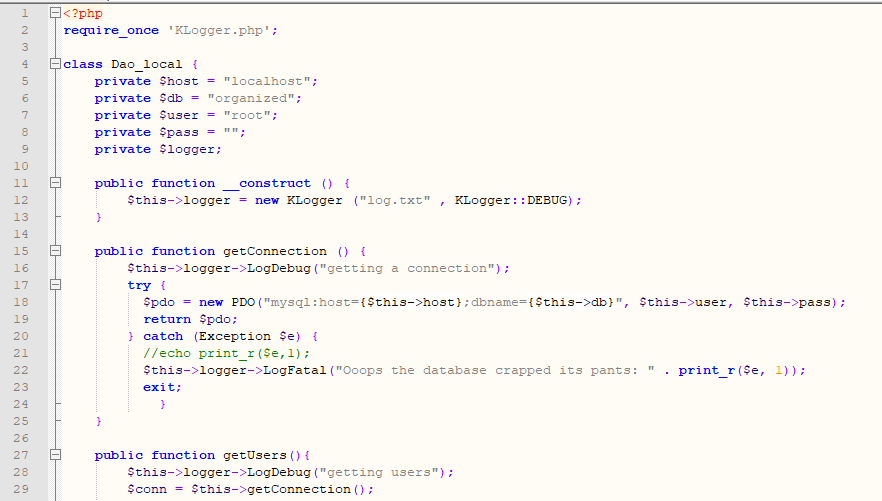 1 <?php
2 require_once 'KLogger.php';
3
4 class Dao_local {
5 private $host = "localhost";
6 private $db = "organized";
7 private $user = "root";
8 private $pass = "";
9 private $logger;
10
11 public function __construct () {
12 $this->logger = new KLogger ("log.txt" , KLogger::DEBUG);
13 }
14
15 public function getConnection () {
16 $this->logger->LogDebug("getting a connection");
17 try {
18 $pdo = new PDO("mysql:host={$this->host};dbname={$this->db}", $this->user, $this->pass);
19 return $pdo;
20 } catch (Exception $e) {
21 //echo print_r($e,1);
22 $this->logger->LogFatal("Ooops the database crapped its pants: " . print_r($e, 1));
23 exit;
24 }
25 }
26
27 public function getUsers(){
28 $this->logger->LogDebug("getting users");
29 $conn = $this->getConnection();